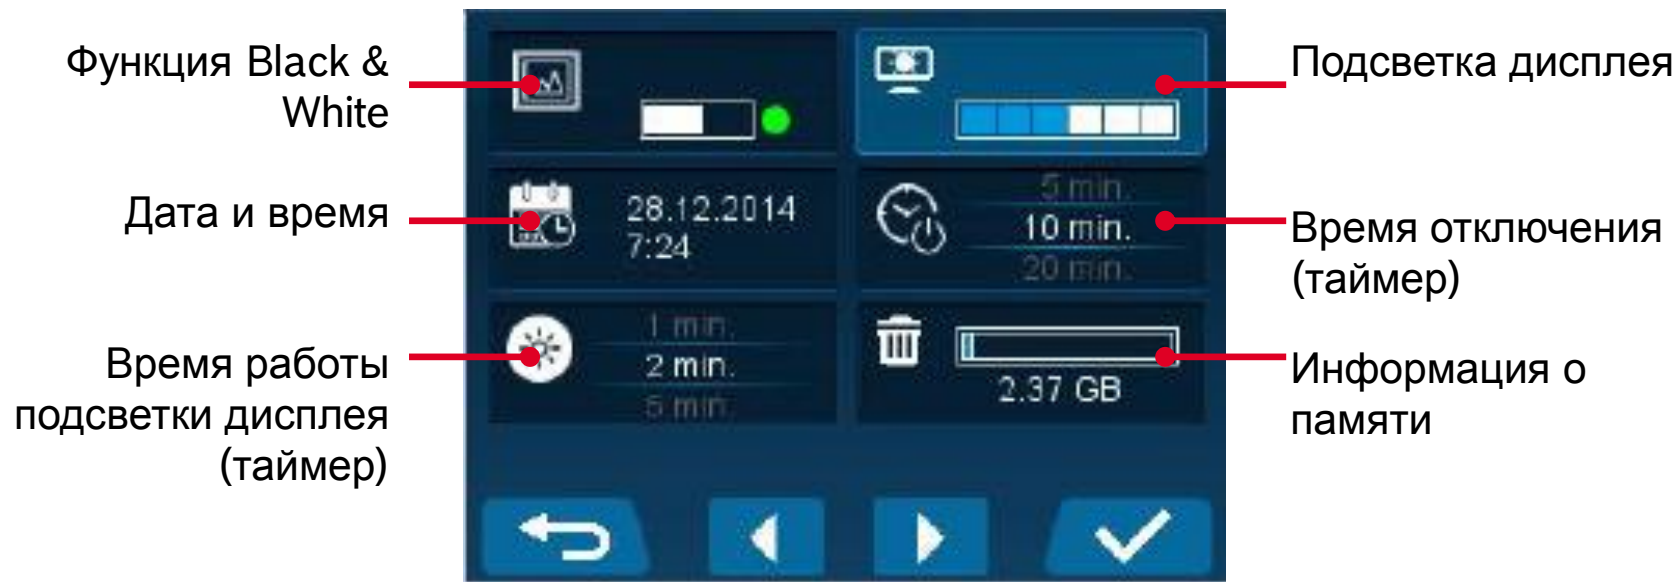 Функция Black &
White
Подсветка дисплея
Дата и время
28.12.2014
7:24
5 min.
10 min.
20 min.
Время отключения
(таймер)
Время работы
подсветки дисплея
(таймер)
1 min.
2 min.
5 min.
2.37 GB
Информация о
памяти